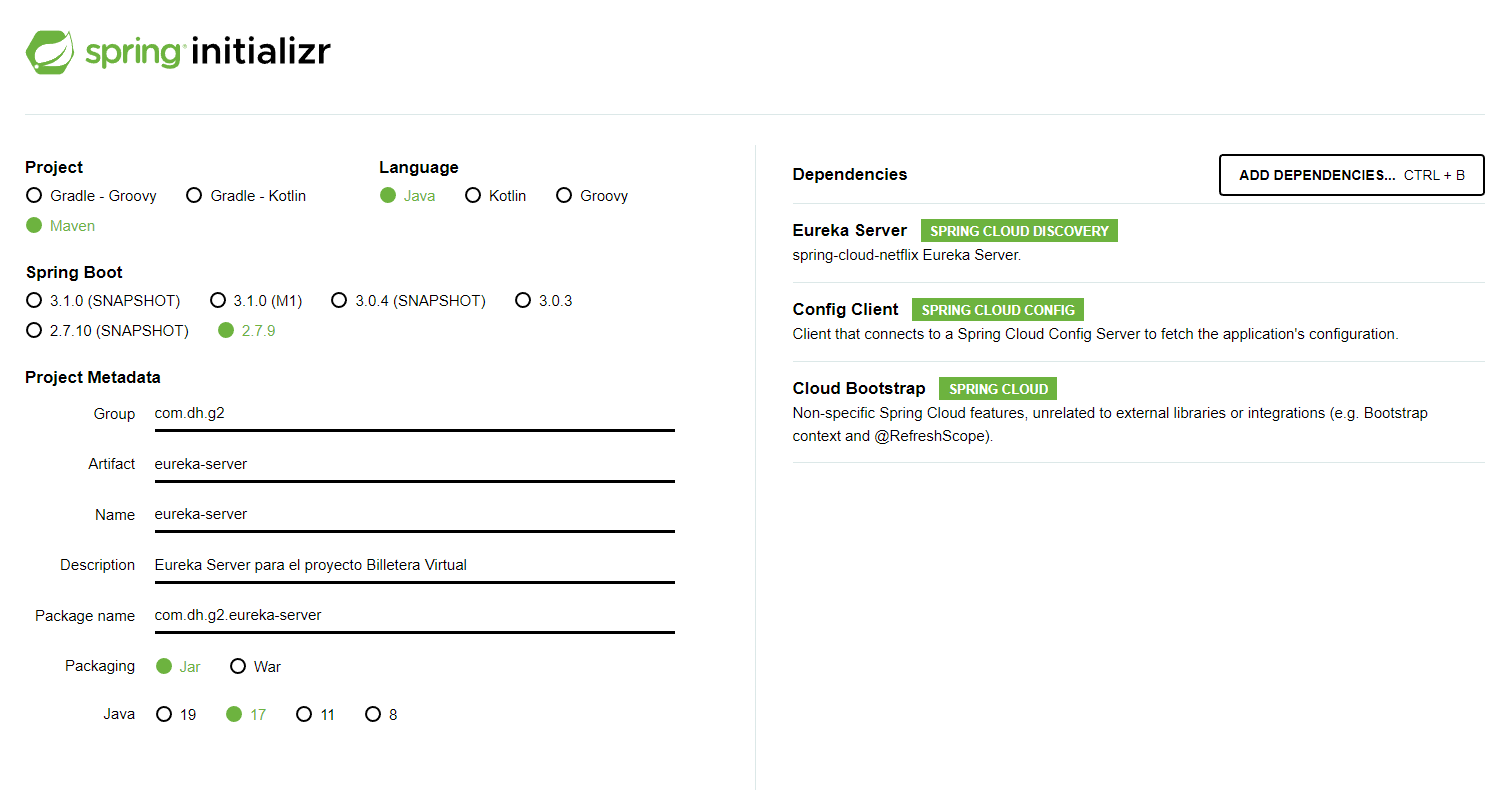 spring initializr
Project
Gradle - Groovy Gradle - Kotlin
Maven
Language
Java Kotlin Groovy
Spring Boot
3.1.0 (SNAPSHOT) 3.1.0 (M1) 3.0.4 (SNAPSHOT) 3.0.3
2.7.10 (SNAPSHOT) 2.7.9
Project Metadata
Group com.dh.g2
Artifact eureka-server
Name eureka-server
Description Eureka Server para el proyecto Billetera Virtual
Package name com.dh.g2.eureka-server
Packaging Jar War
Java 19 17 11 8
Dependencies ADD DEPENDENCIES... CTRL + B
Eureka Server SPRING CLOUD DISCOVERY
spring-cloud-netflix Eureka Server.
Config Client SPRING CLOUD CONFIG
Client that connects to a Spring Cloud Config Server to fetch the application's configuration.
Cloud Bootstrap SPRING CLOUD
Non-specific Spring Cloud features, unrelated to external libraries or integrations (e.g. Bootstrap
context and @RefreshScope).